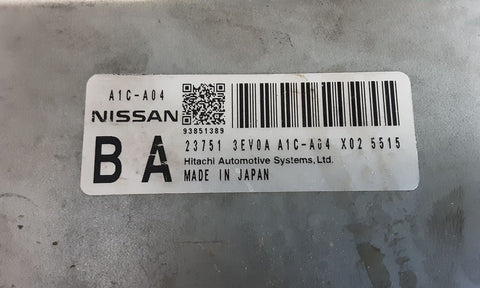 A1C-A04
NISSAN
93851389
BA
23751 3EV0A A1C-A04 X02 5515
Hitachi Automotive Systems,Ltd.
MADE IN JAPAN